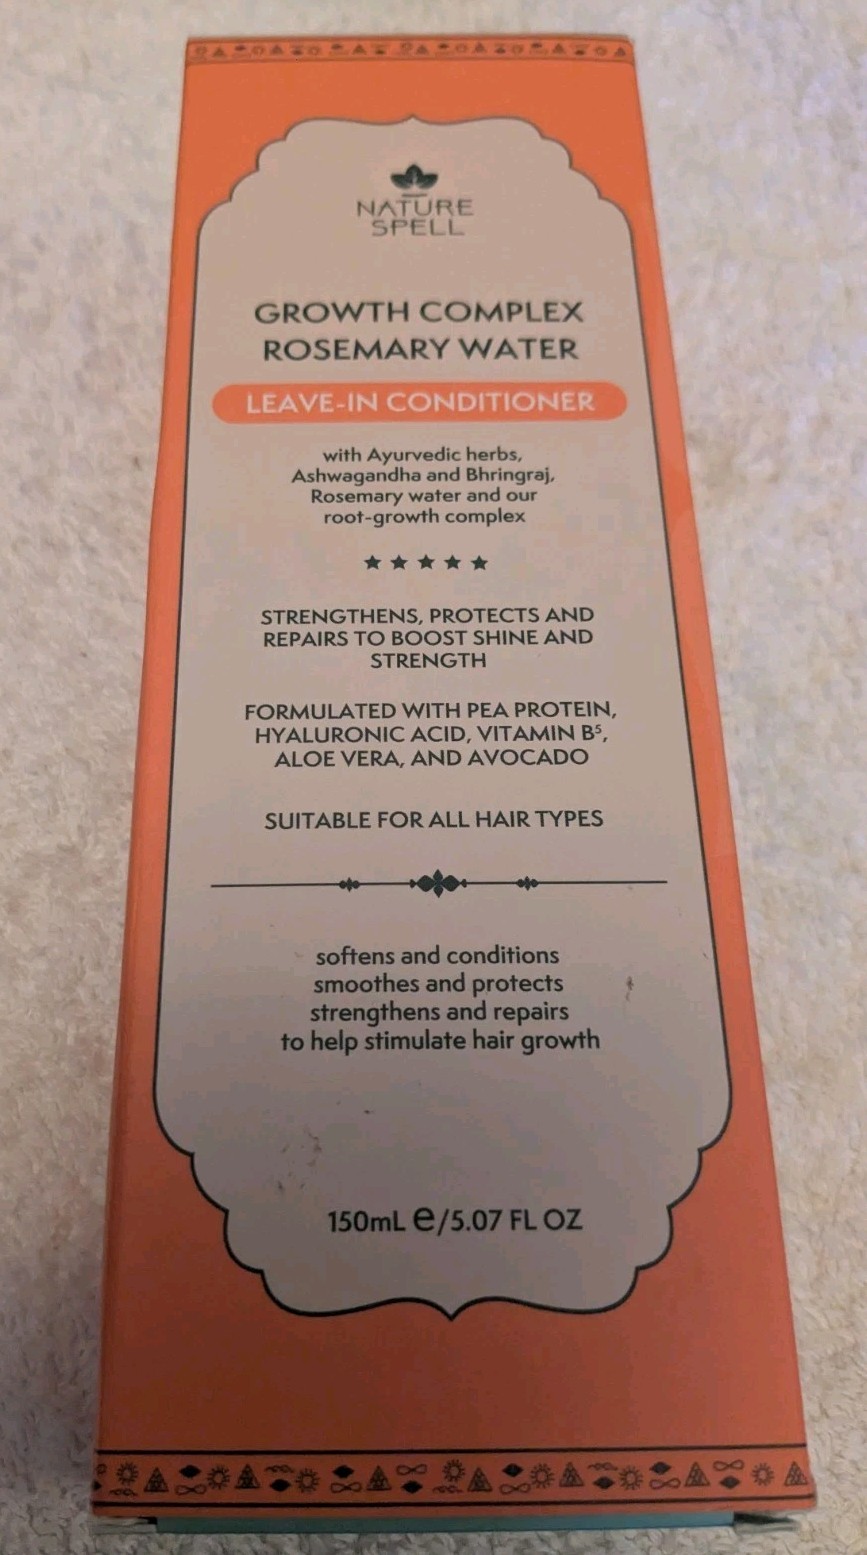 NATURE
SPELL
GROWTH COMPLEX
ROSEMARY WATER
LEAVE-IN CONDITIONER
with Ayurvedic herbs,
Ashwagandha and Bhringraj,
Rosemary water and our
root-growth complex
STRENGTHENS, PROTECTS AND
REPAIRS TO BOOST SHINE AND
STRENGTH
FORMULATED WITH PEA PROTEIN,
HYALURONIC ACID, VITAMIN B⁵,
ALOE VERA, AND AVOCADO
SUITABLE FOR ALL HAIR TYPES
softens and conditions
smoothes and protects
strengthens and repairs
to help stimulate hair growth
150mL ℮/5.07 FL OZ